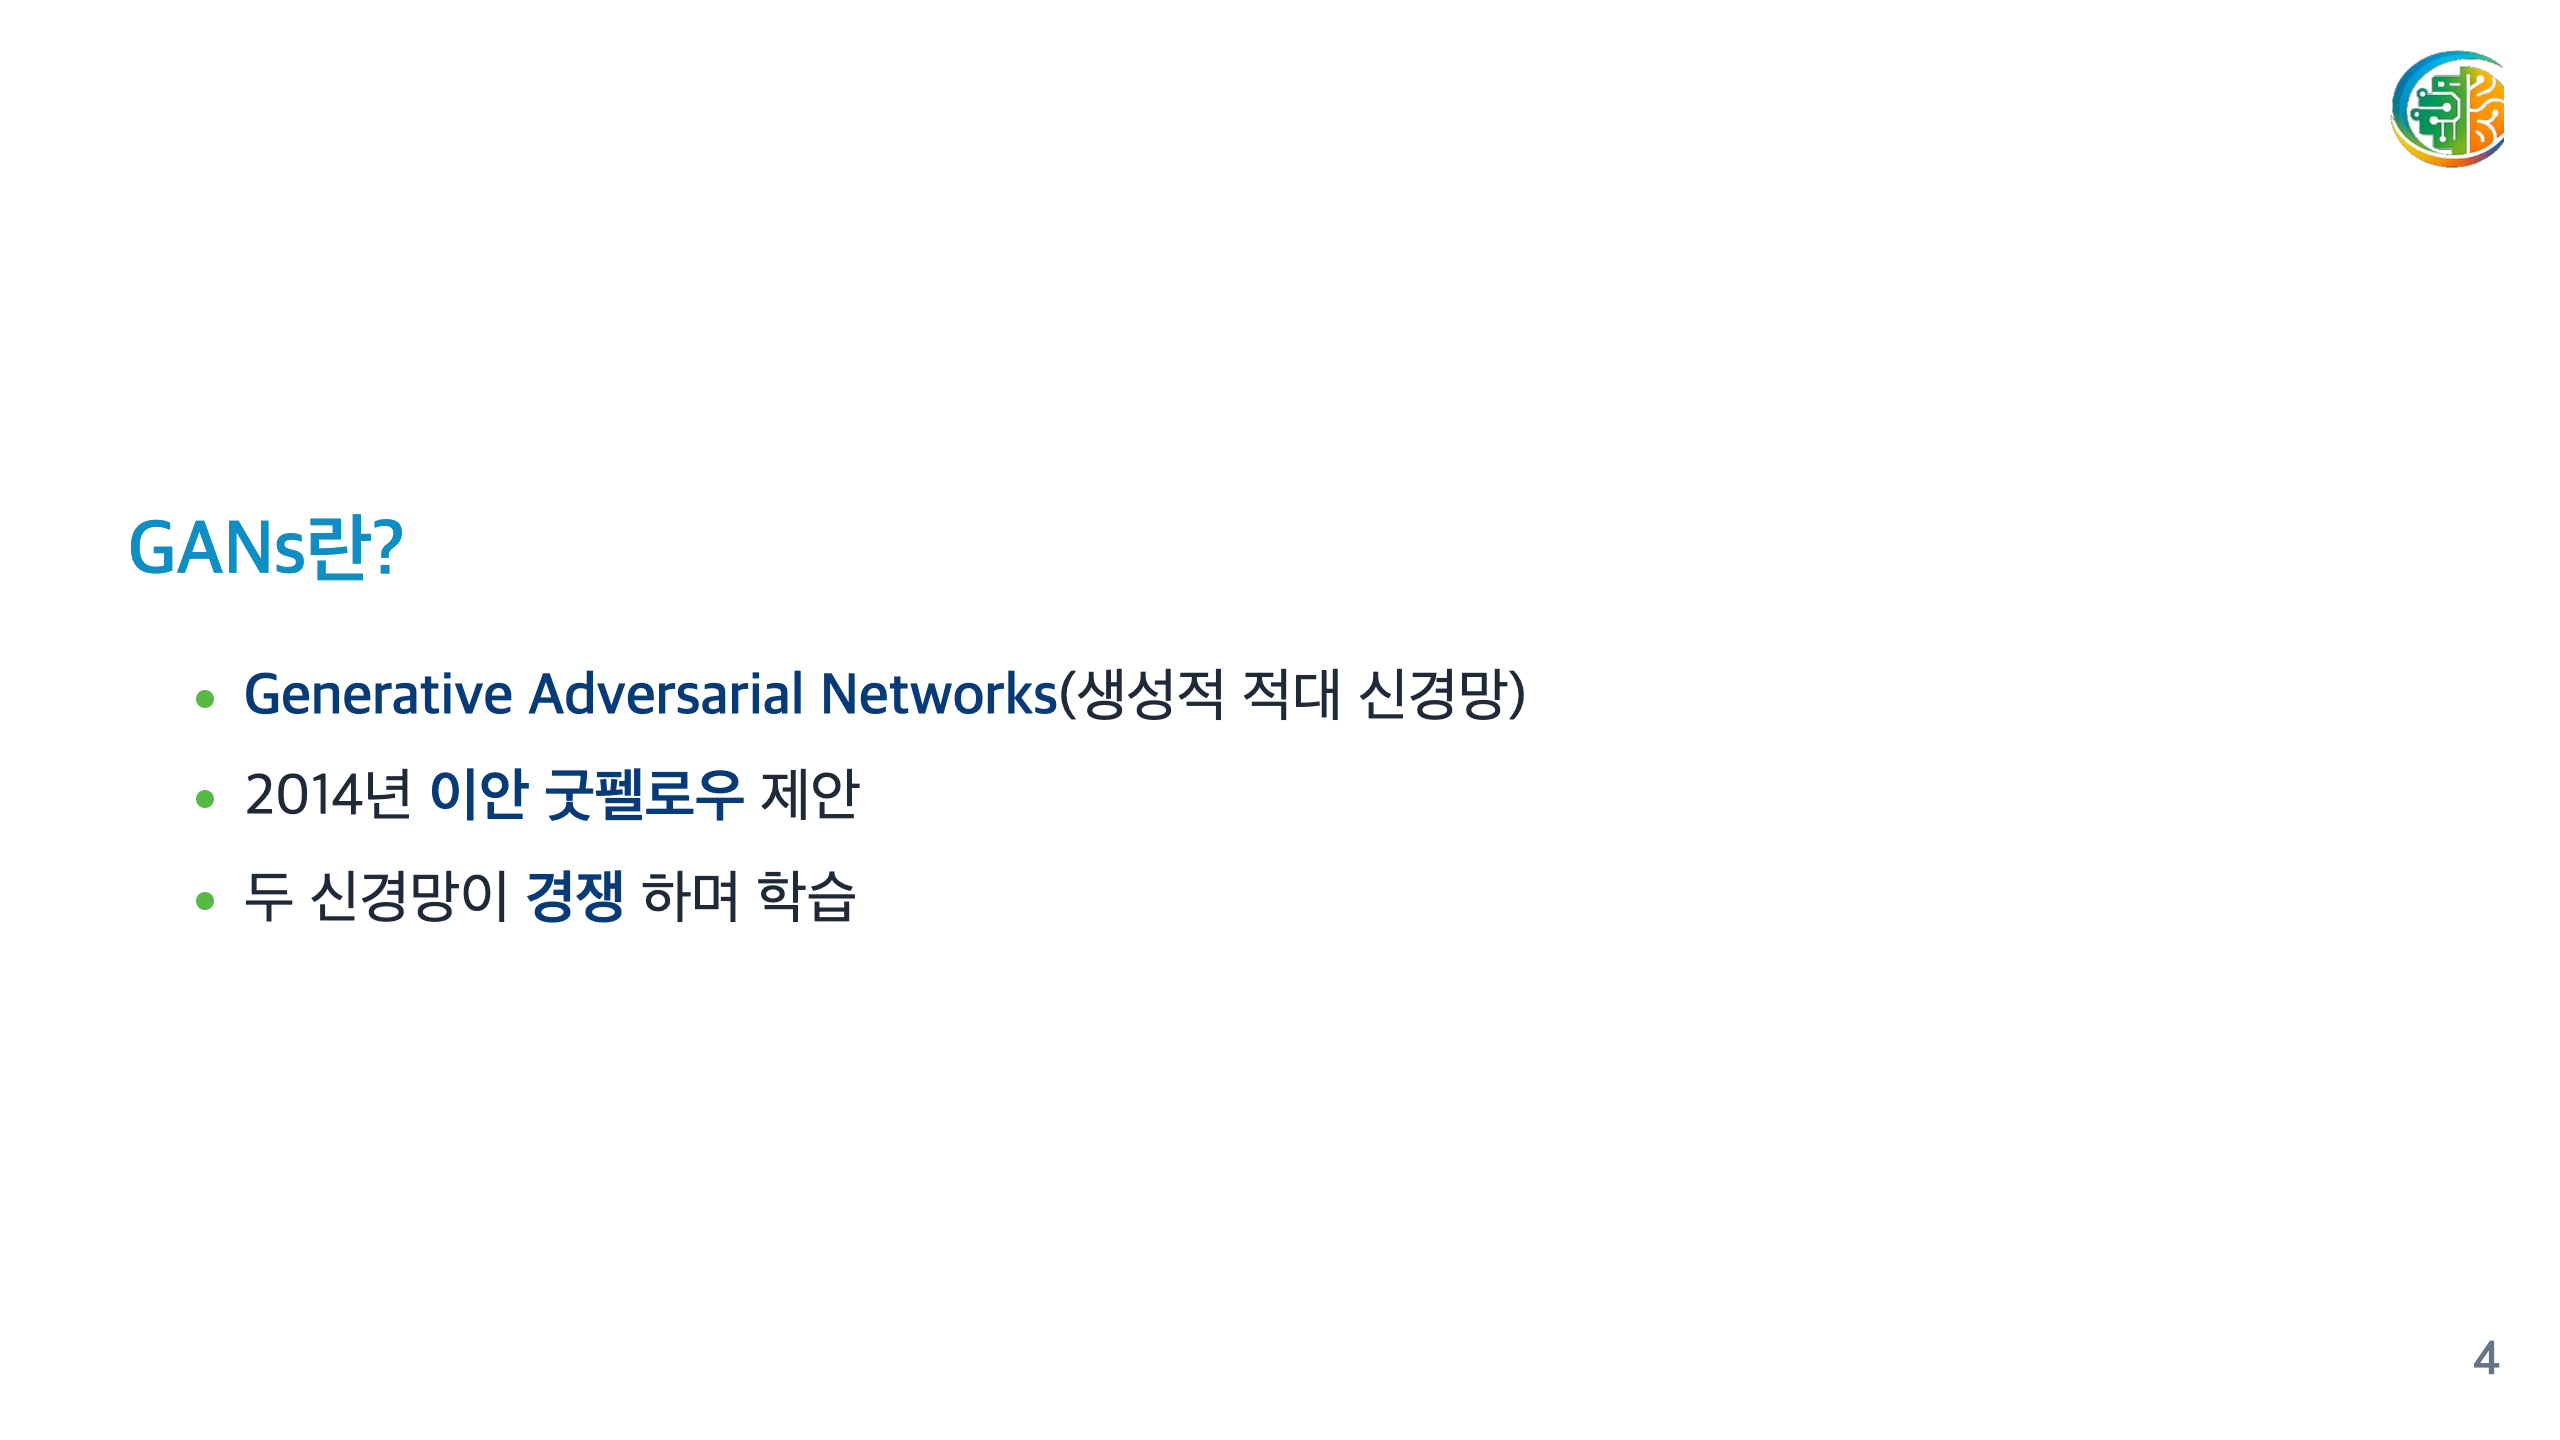 GANs란?
• Generative Adversarial Networks(생성적 적대 신경망)
• 2014년 이안 굿펠로우 제안
• 두 신경망이 경쟁 하며 학습
4